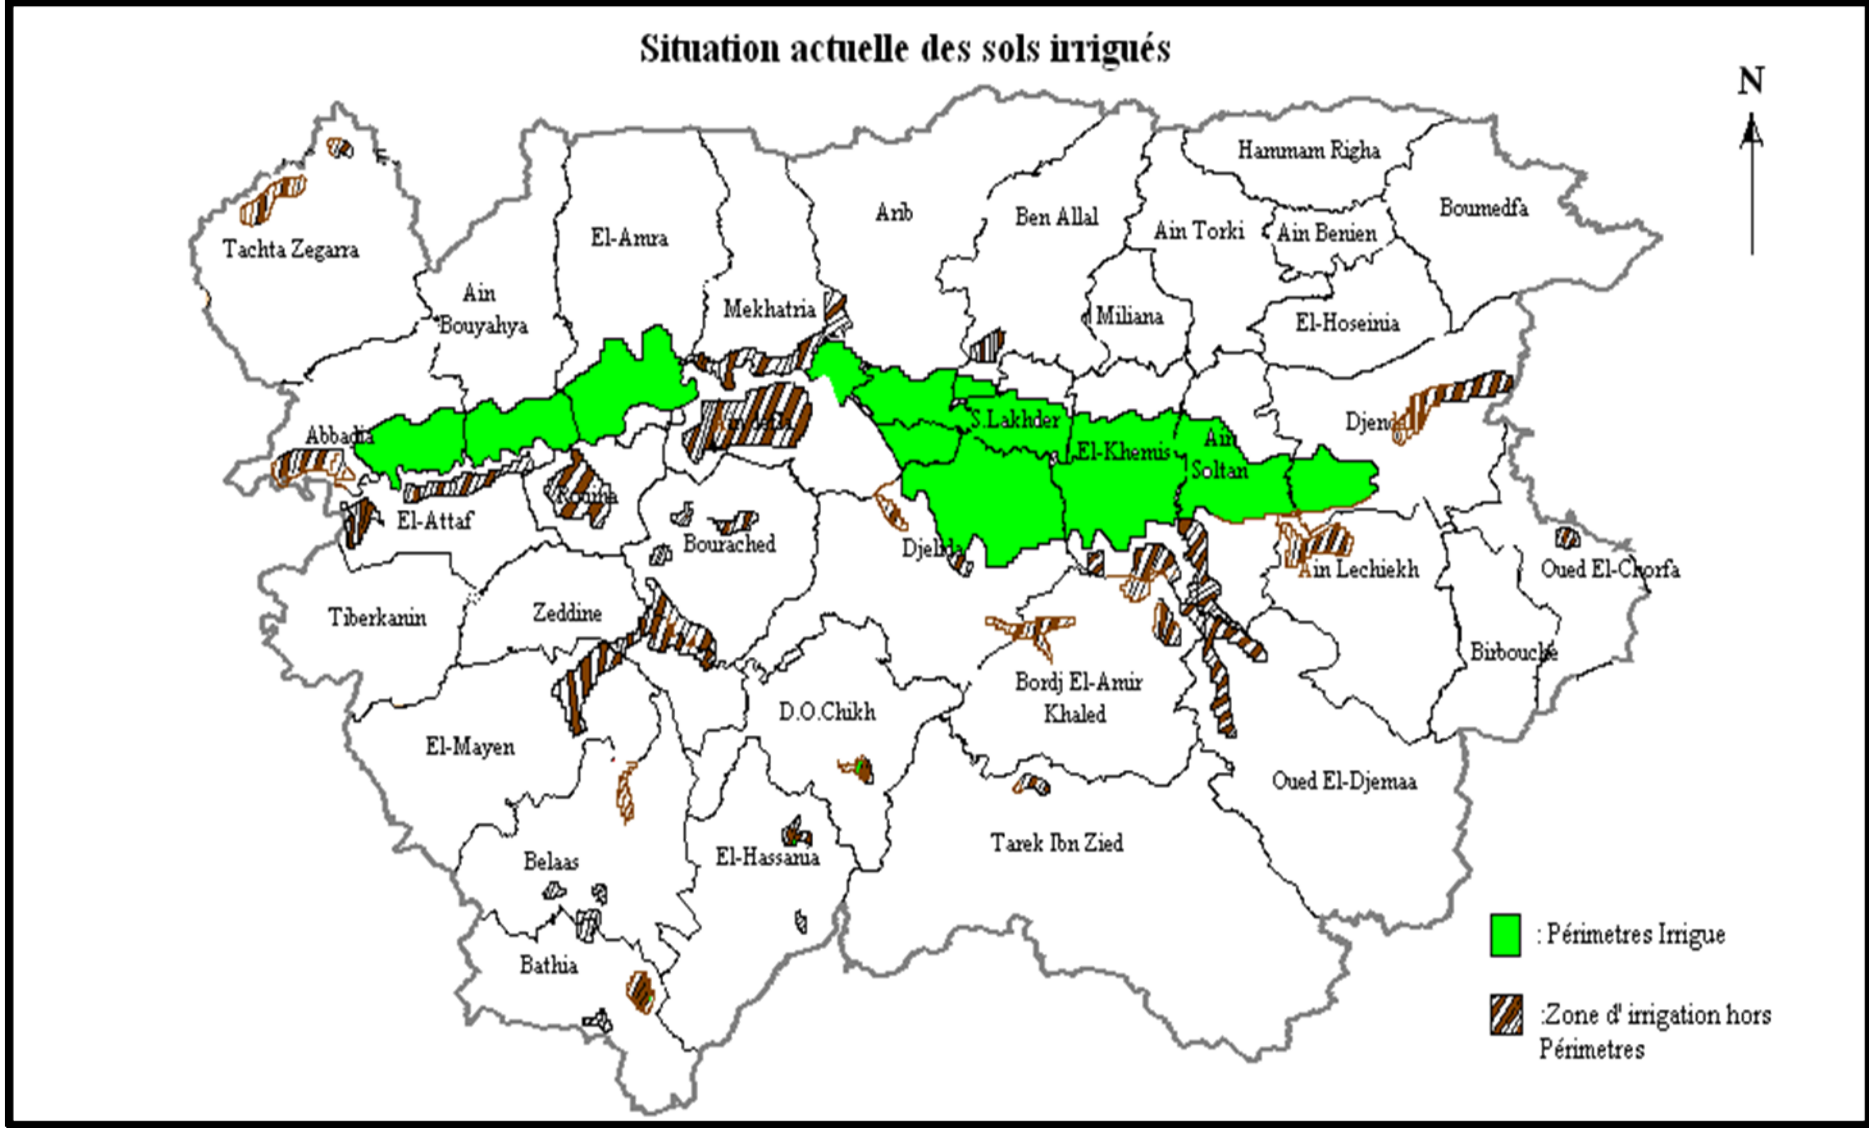 Situation actuelle des sols irrigués
N
Hammam Righa
Boumedfa
Arib
Ben Allal
Ain Torki
Ain Benien
El-Amra
Tachta Zegarra
Ain
Bouyahya
Mekhatria
Miliana
El-Hoseinia
Abbadia
S.Lakhder
Djend
El-Khemis
Ain
Soltan
Rouina
El-Attaf
Bourached
Djelida
Ain Lechiekh
Oued El-Chorfa
Tiberkanin
Zeddine
Birbouche
Bordj El-Amir
Khaled
D.O.Chikh
El-Mayen
Oued El-Djemaa
Tarek Ibn Zied
El-Hassania
Belaas
Bathia
: Périmetres Irrigue
:Zone d' irrigation hors
Périmetres